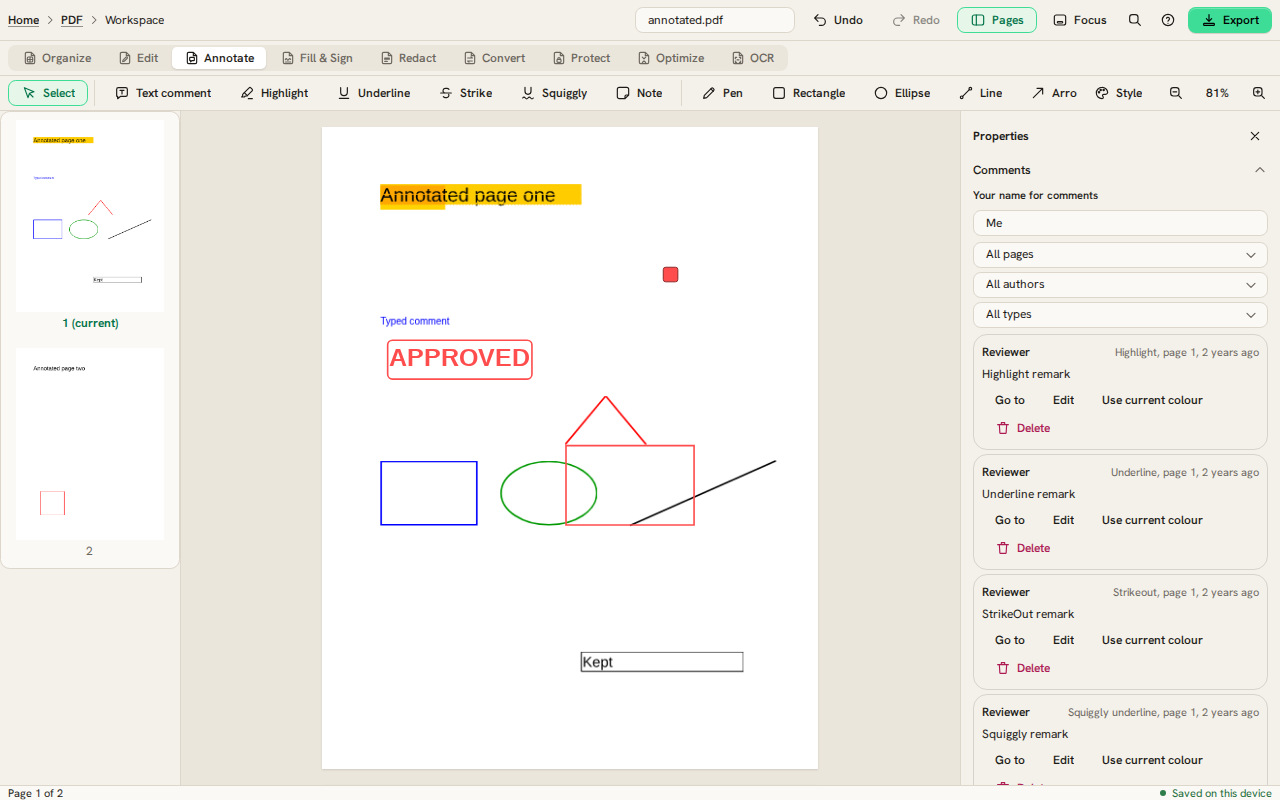 Home
PDF
Workspace
annotated.pdf
Undo
Redo
Pages
Focus
Export
Organize
Edit
Annotate
Fill & Sign
Redact
Convert
Protect
Optimize
OCR
Select
Text comment
Highlight
Underline
Strike
Squiggly
Note
Pen
Rectangle
Ellipse
Line
Arro
Style
81%
Annotated page one
Typed comment
Kept
1 (current)
Annotated page two
2
Annotated page one
Typed comment
APPROVED
Kept
Properties
Comments
Your name for comments
Me
All pages
All authors
All types
Reviewer
Highlight, page 1, 2 years ago
Highlight remark
Go to
Edit
Use current colour
Delete
Reviewer
Underline, page 1, 2 years ago
Underline remark
Go to
Edit
Use current colour
Delete
Reviewer
Strikeout, page 1, 2 years ago
StrikeOut remark
Go to
Edit
Use current colour
Delete
Reviewer
Squiggly underline, page 1, 2 years ago
Squiggly remark
Go to
Edit
Use current colour
Page 1 of 2
Saved on this device